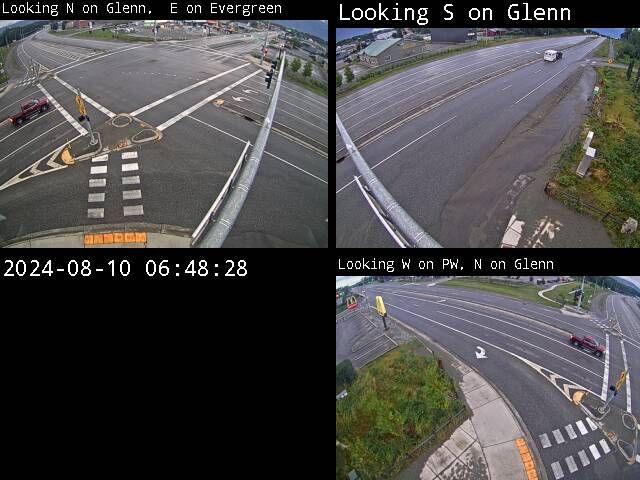 Looking N on Glenn, E on Evergreen
Looking S on Glenn
2024-08-10 06:48:28
Looking W on PW, N on Glenn